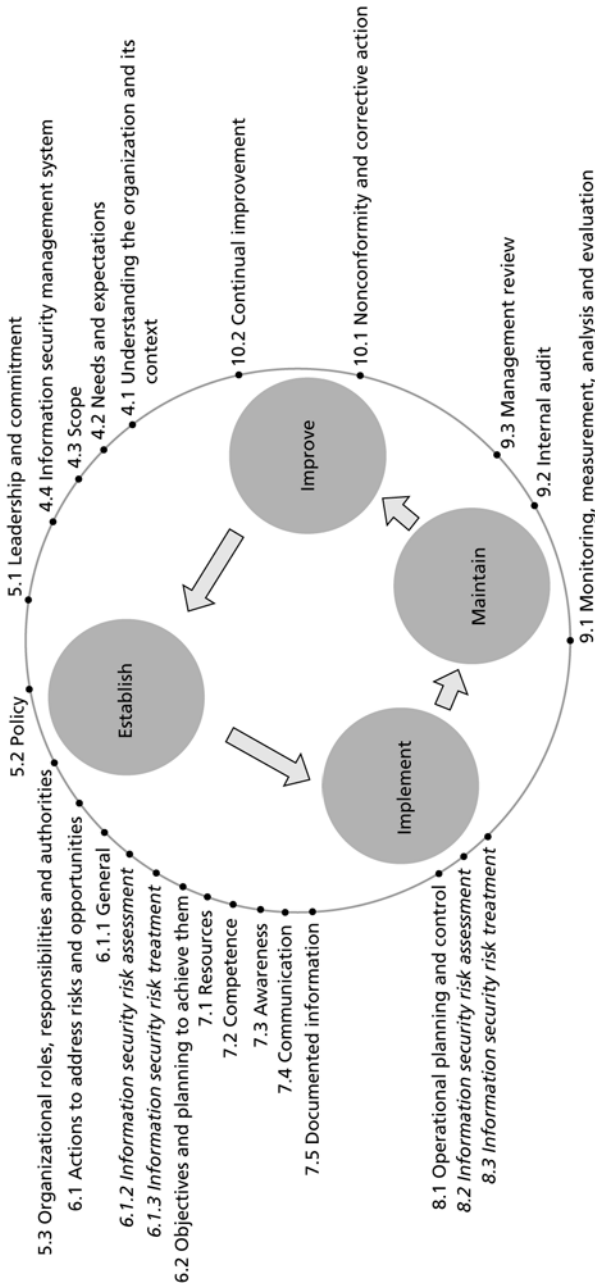 5.1 Leadership and commitment
4.4 Information security management system
4.3 Scope
4.2 Needs and expectations
4.1 Understanding the organization and its
context
10.2 Continual improvement
10.1 Nonconformity and corrective action
9.3 Management review
9.2 Internal audit
9.1 Monitoring, measurement, analysis and evaluation
5.2 Policy
5.3 Organizational roles, responsibilities and authorities
6.1 Actions to address risks and opportunities
6.1.1 General
6.1.2 Information security risk assessment
6.1.3 Information security risk treatment
6.2 Objectives and planning to achieve them
7.1 Resources
7.2 Competence
7.3 Awareness
7.4 Communication
7.5 Documented information
8.1 Operational planning and control
8.2 Information security risk assessment
8.3 Information security risk treatment
Establish
Improve
Implement
Maintain